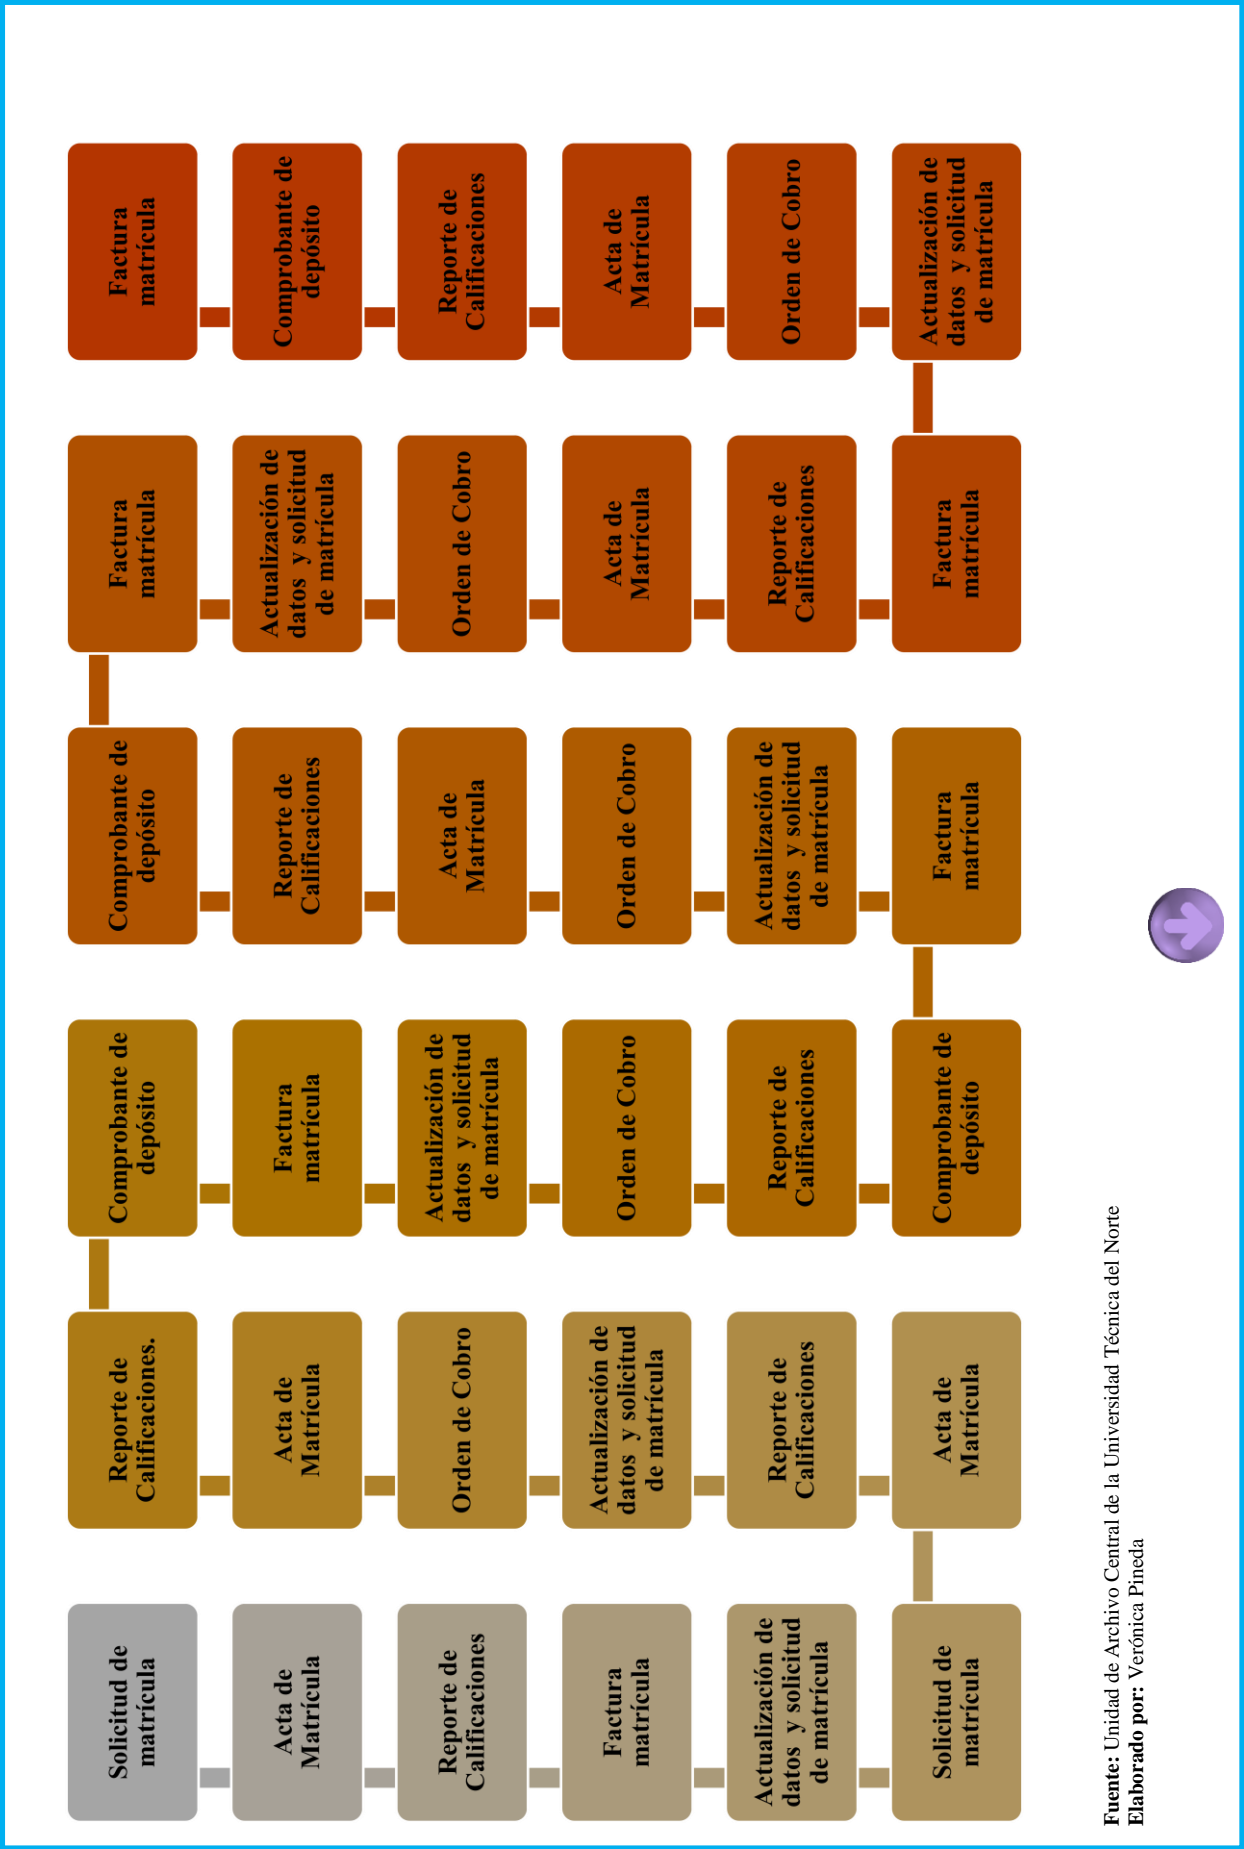 Solicitud de
matrícula
Acta de
Matrícula
Reporte de
Calificaciones
Factura
matrícula
Actualización de
datos y solicitud
de matrícula
Solicitud de
matrícula
Acta de
Matrícula
Reporte de
Calificaciones
Actualización de
datos y solicitud
de matrícula
Orden de Cobro
Acta de
Matrícula
Reporte de
Calificaciones.
Comprobante de
depósito
Factura
matrícula
Actualización de
datos y solicitud
de matrícula
Orden de Cobro
Reporte de
Calificaciones
Comprobante de
depósito
Factura
matrícula
Actualización de
datos y solicitud
de matrícula
Orden de Cobro
Acta de
Matrícula
Reporte de
Calificaciones
Comprobante de
depósito
Factura
matrícula
Actualización de
datos y solicitud
de matrícula
Orden de Cobro
Acta de
Matrícula
Reporte de
Calificaciones
Factura
matrícula
Actualización de
datos y solicitud
de matrícula
Orden de Cobro
Acta de
Matrícula
Reporte de
Calificaciones
Comprobante de
depósito
Factura
matrícula
Fuente: Unidad de Archivo Central de la Universidad Técnica del Norte
Elaborado por: Verónica Pineda